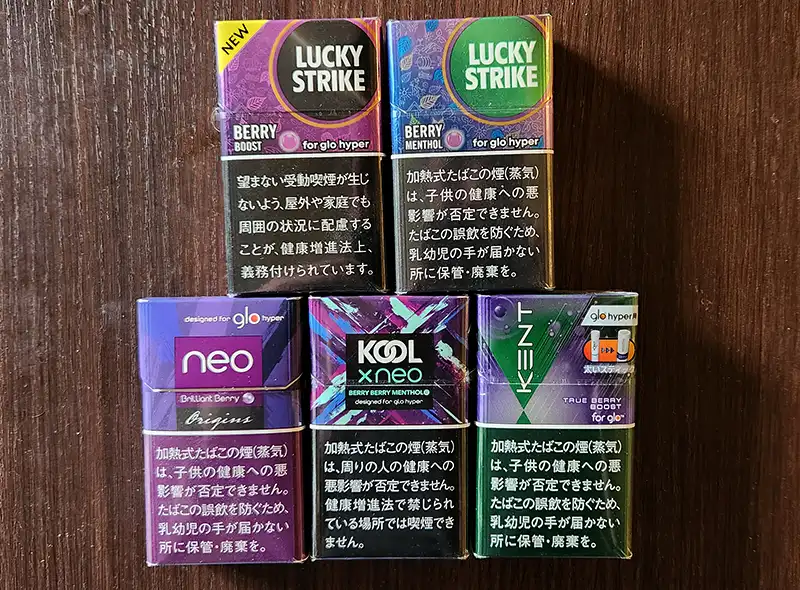 NEW
LUCKY
STRIKE
BERRY
BOOST
for glo hyper
望まない受動喫煙が生じ
ないよう、屋外や家庭でも
周囲の状況に配慮する
ことが、健康増進法上、
義務付けられています。
LUCKY
STRIKE
BERRY
MENTHOL
for glo hyper
加熱式たばこの煙(蒸気)
は、子供の健康への悪
影響が否定できません。
たばこの誤飲を防ぐため、
乳幼児の手が届かない
所に保管・廃棄を。
designed for glo hyper
neo
Brilliant Berry
Origins
加熱式たばこの煙(蒸気)
は、子供の健康への悪
影響が否定できません。
たばこの誤飲を防ぐため、
乳幼児の手が届かない
所に保管・廃棄を。
KOOL
xneo
BERRY BERRY MENTHOL
designed for glo hyper
加熱式たばこの煙(蒸気)
は、周りの人の健康への
悪影響が否定できません。
健康増進法で禁じられ
ている場所では喫煙でき
ません。
KENT
glo hyper用
太いスティック
TRUE BERRY
BOOST
for glo™
加熱式たばこの煙(蒸気)
は、子供の健康への悪
影響が否定できません。
たばこの誤飲を防ぐため、
乳幼児の手が届かない
所に保管・廃棄を。